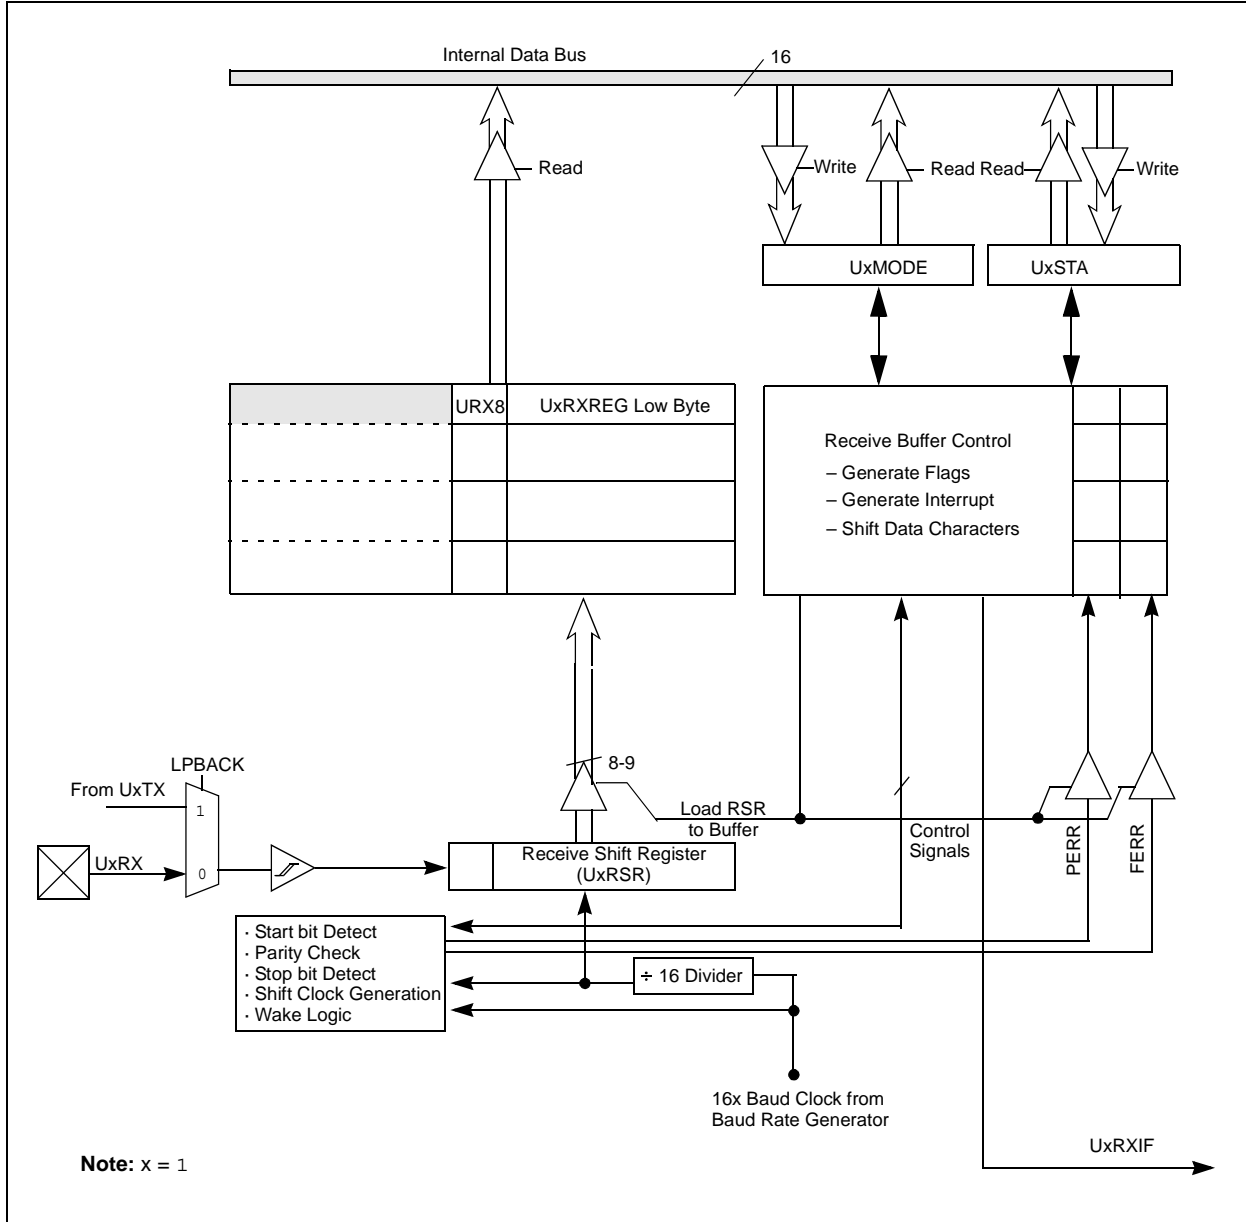 Internal Data Bus
16
Read
Write
Read Read
Write
UxMODE
UxSTA
URX8
UxRXREG Low Byte
Receive Buffer Control
– Generate Flags
– Generate Interrupt
– Shift Data Characters
LPBACK
From UxTX
1
UxRX
0
8-9
Load RSR
to Buffer
Control
Signals
PERR
FERR
Receive Shift Register
(UxRSR)
· Start bit Detect
· Parity Check
· Stop bit Detect
· Shift Clock Generation
· Wake Logic
÷ 16 Divider
16x Baud Clock from
Baud Rate Generator
UxRXIF
Note: x = 1